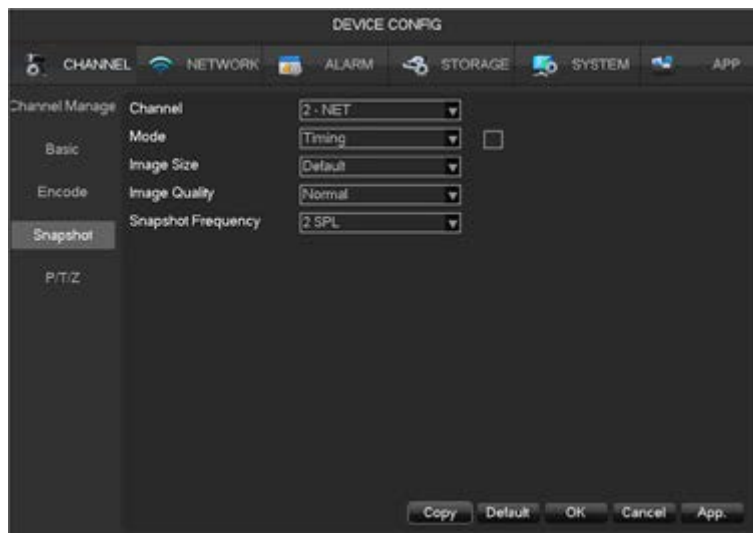 DEVICE CONFIG
CHANNEL NETWORK ALARM STORAGE SYSTEM APP
Channel Manage
Basic
Encode
Snapshot
P/T/Z
Channel 2 - NET
Mode Timing
Image Size Default
Image Quality Normal
Snapshot Frequency 2 SPL
Copy Default OK Cancel App.